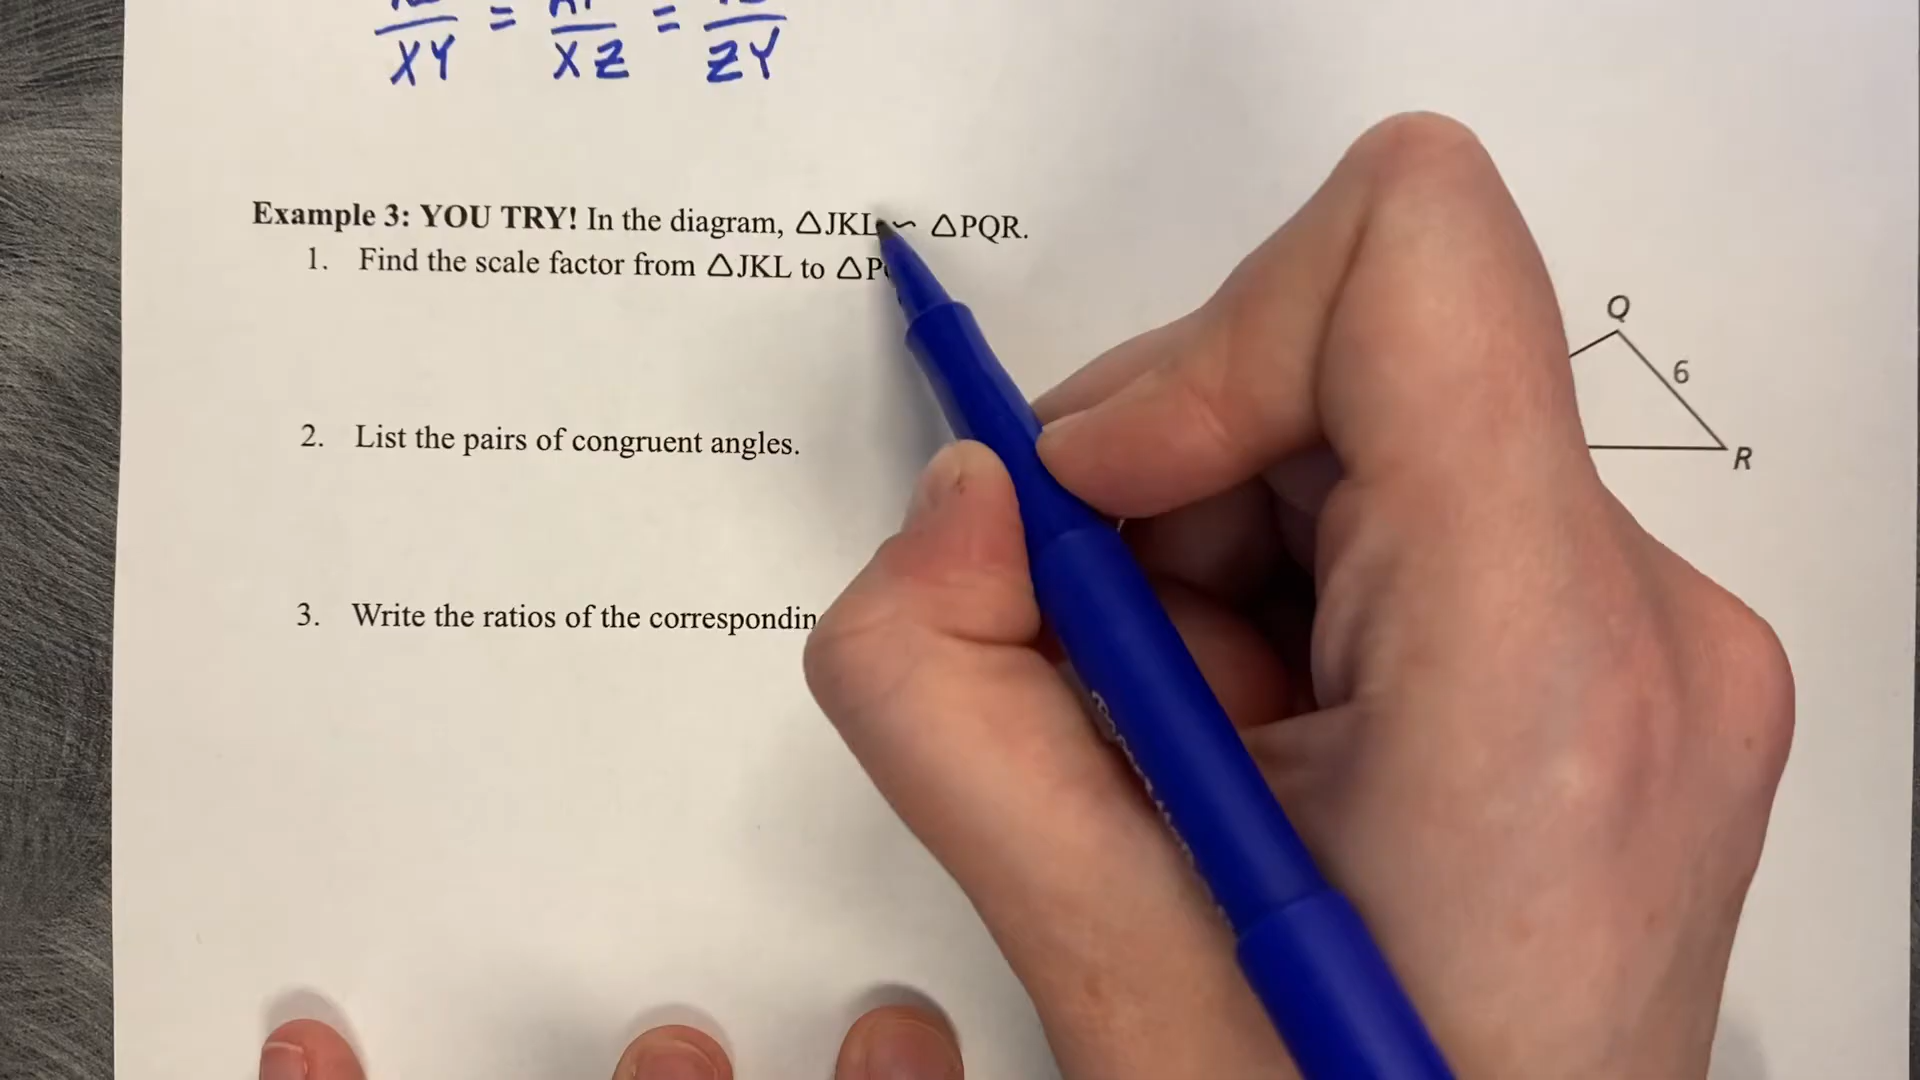 XY = XZ = ZY
Example 3: YOU TRY! In the diagram, △JKL ~ △PQR.
1. Find the scale factor from △JKL to
Q
6
R
2. List the pairs of congruent angles.
3. Write the ratios of the